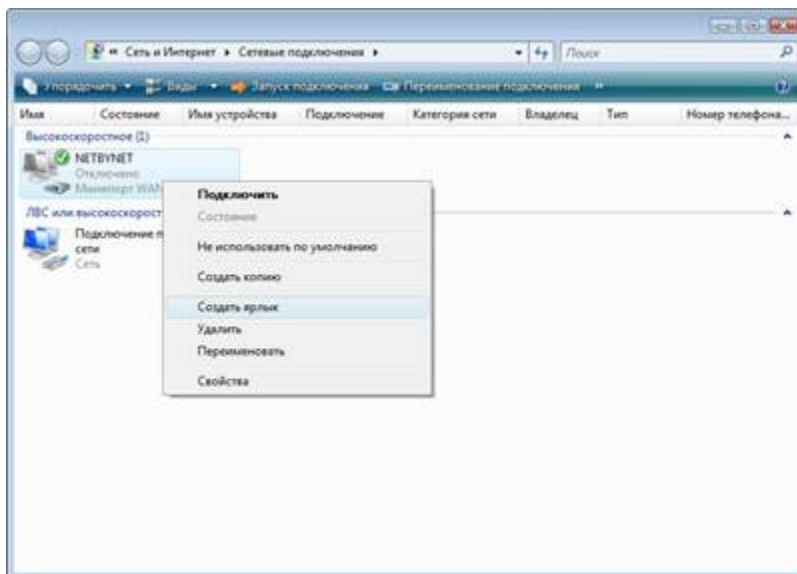 « Сеть и Интернет ▸ Сетевые подключения ▸
Поиск
Упорядочить Виды Запуск подключения Переименование подключения »
Имя Состояние Имя устройства Подключение Категория сети Владелец Тип Номер телефона...
Высокоскоростное (1)
NETBYNET
Отключено
Минипорт WAN
ЛВС или высокоскорост
Подключение п
сети
Сеть
Подключить
Состояние
Не использовать по умолчанию
Создать копию
Создать ярлык
Удалить
Переименовать
Свойства